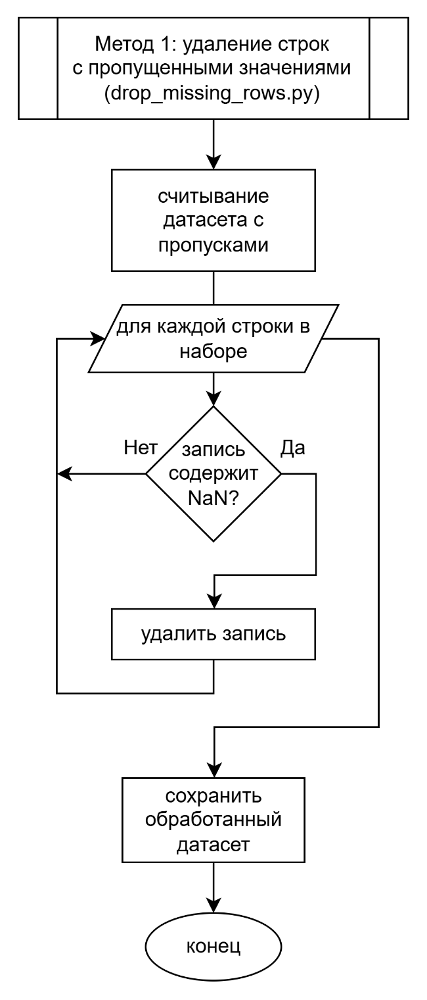 Метод 1: удаление строк
с пропущенными значениями
(drop_missing_rows.py)
считывание
датасета с
пропусками
для каждой строки в
наборе
Нет
запись
содержит
NaN?
Да
удалить запись
сохранить
обработанный
датасет
конец